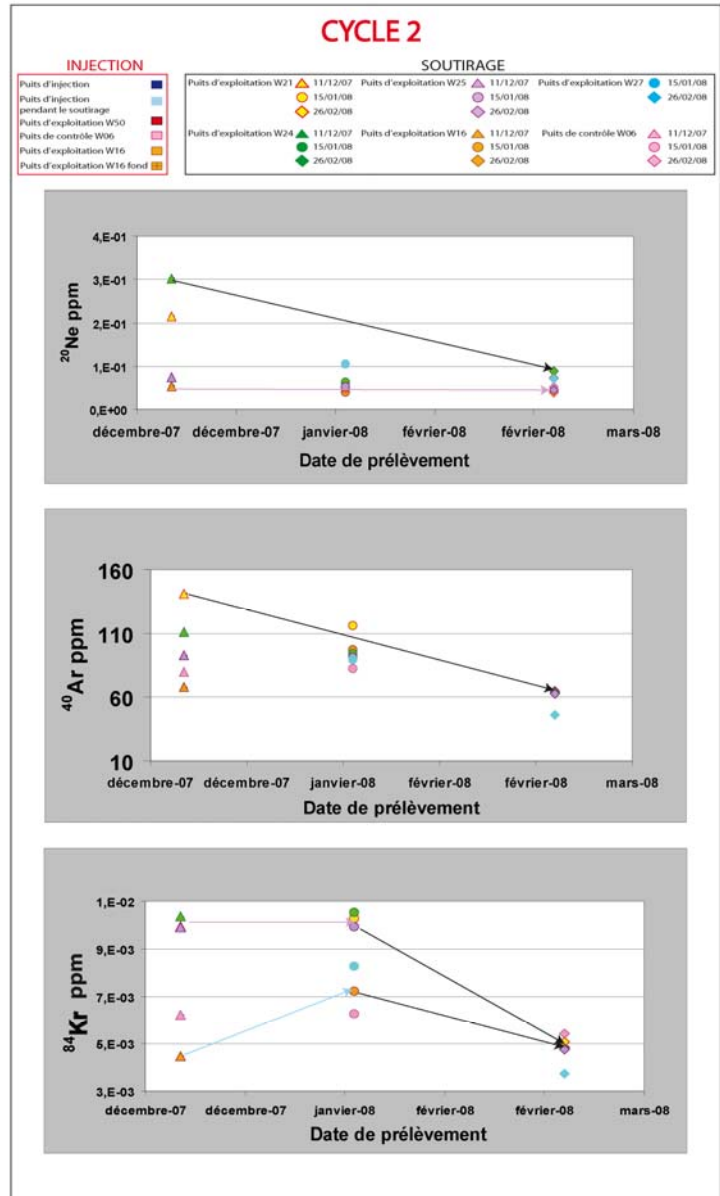 CYCLE 2
INJECTION
Puits d'injection
Puits d'injection
pendant le soutirage
Puits d'exploitation W50
Puits de contrôle W06
Puits d'exploitation W16
Puits d'exploitation W16 fond
SOUTIRAGE
Puits d'exploitation W21 11/12/07 Puits d'exploitation W25 11/12/07 Puits d'exploitation W27 15/01/08
15/01/08 15/01/08 26/02/08
26/02/08 26/02/08
Puits d'exploitation W24 11/12/07 Puits d'exploitation W16 11/12/07 Puits de contrôle W06 11/12/07
15/01/08 15/01/08 15/01/08
26/02/08 26/02/08 26/02/08
20Ne ppm
4,E-01
3,E-01
2,E-01
1,E-01
0,E+00
décembre-07 décembre-07 janvier-08 février-08 février-08 mars-08
Date de prélèvement
40Ar ppm
160
110
60
10
décembre-07 décembre-07 janvier-08 février-08 février-08 mars-08
Date de prélèvement
84Kr ppm
1,E-02
9,E-03
7,E-03
5,E-03
3,E-03
décembre-07 décembre-07 janvier-08 février-08 février-08 mars-08
Date de prélèvement